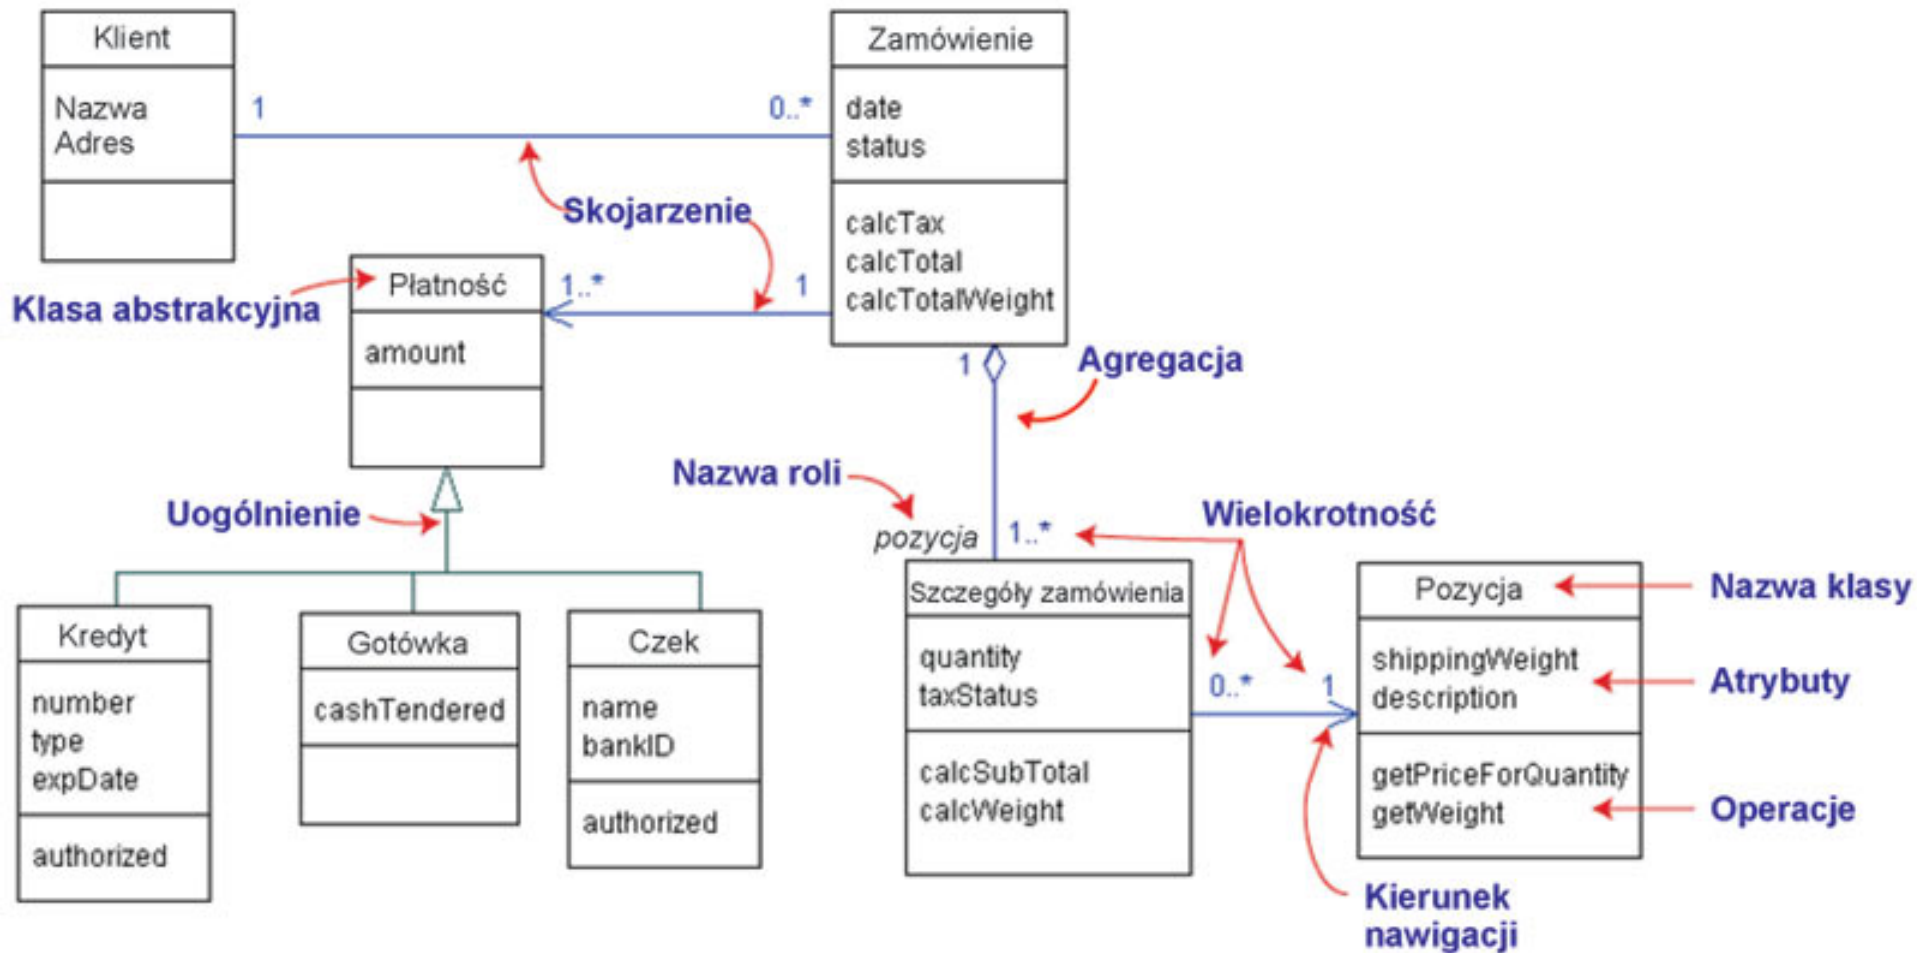 Klient
Nazwa
Adres
1
0..*
Zamówienie
date
status
calcTax
calcTotal
calcTotalWeight
Skojarzenie
Klasa abstrakcyjna
Płatność
amount
1..*
1
1
Agregacja
Nazwa roli
pozycja
1..*
Wielokrotność
Uogólnienie
Kredyt
number
type
expDate
authorized
Gotówka
cashTendered
Czek
name
bankID
authorized
Szczegóły zamówienia
quantity
taxStatus
calcSubTotal
calcWeight
0..*
1
Pozycja
shippingWeight
description
getPriceForQuantity
getWeight
Nazwa klasy
Atrybuty
Operacje
Kierunek
nawigacji